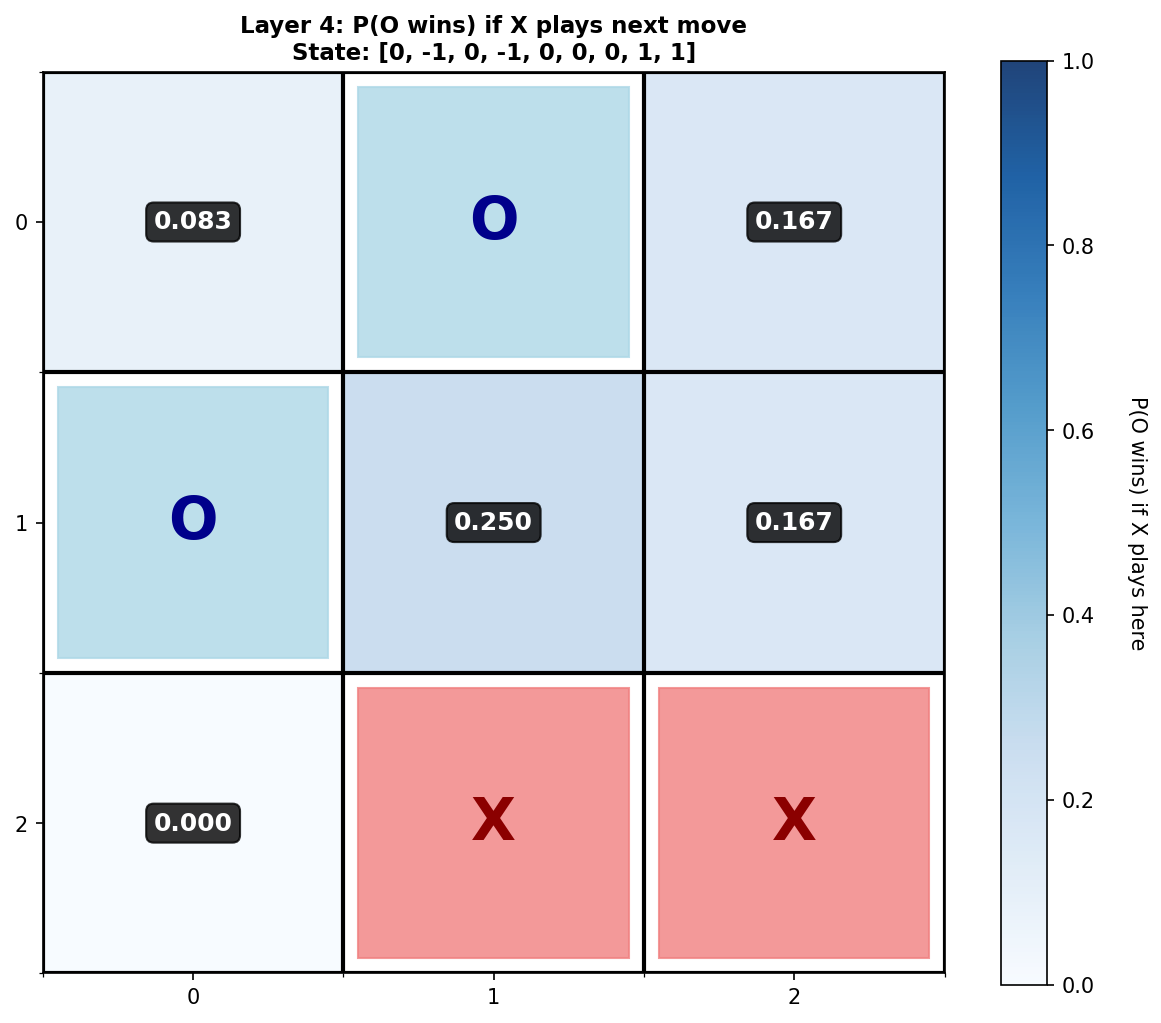 Layer 4: P(O wins) if X plays next move
State: [0, -1, 0, -1, 0, 0, 0, 1, 1]
0
0.083
O
0.167
1
O
0.250
0.167
2
0.000
X
X
0
1
2
1.0
0.8
0.6
0.4
0.2
0.0
P(O wins) if X plays here